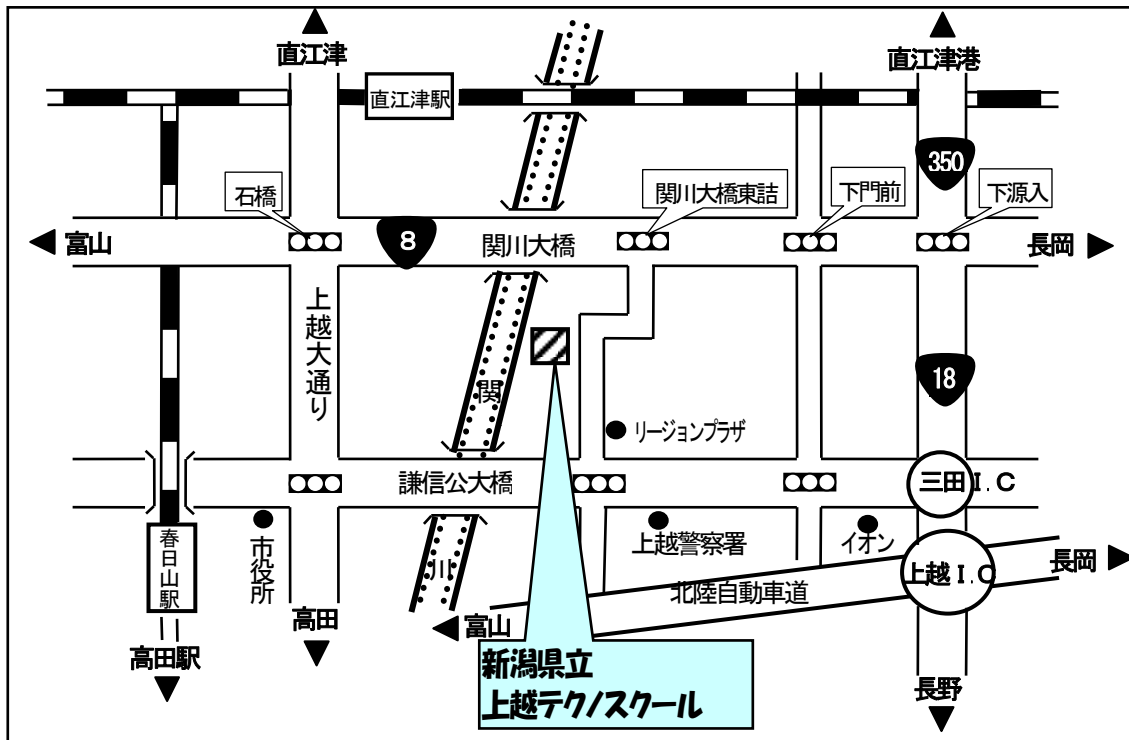 直江津
直江津港
直江津駅
350
石橋
関川大橋東詰
下門前
下源入
富山
8
関川大橋
長岡
上越大通り
18
関
リージョンプラザ
謙信公大橋
三田I.C
春日山駅
市役所
川
上越警察署
イオン
上越I.C
長岡
北陸自動車道
高田
富山
高田駅
新潟県立
上越テクノスクール
長野